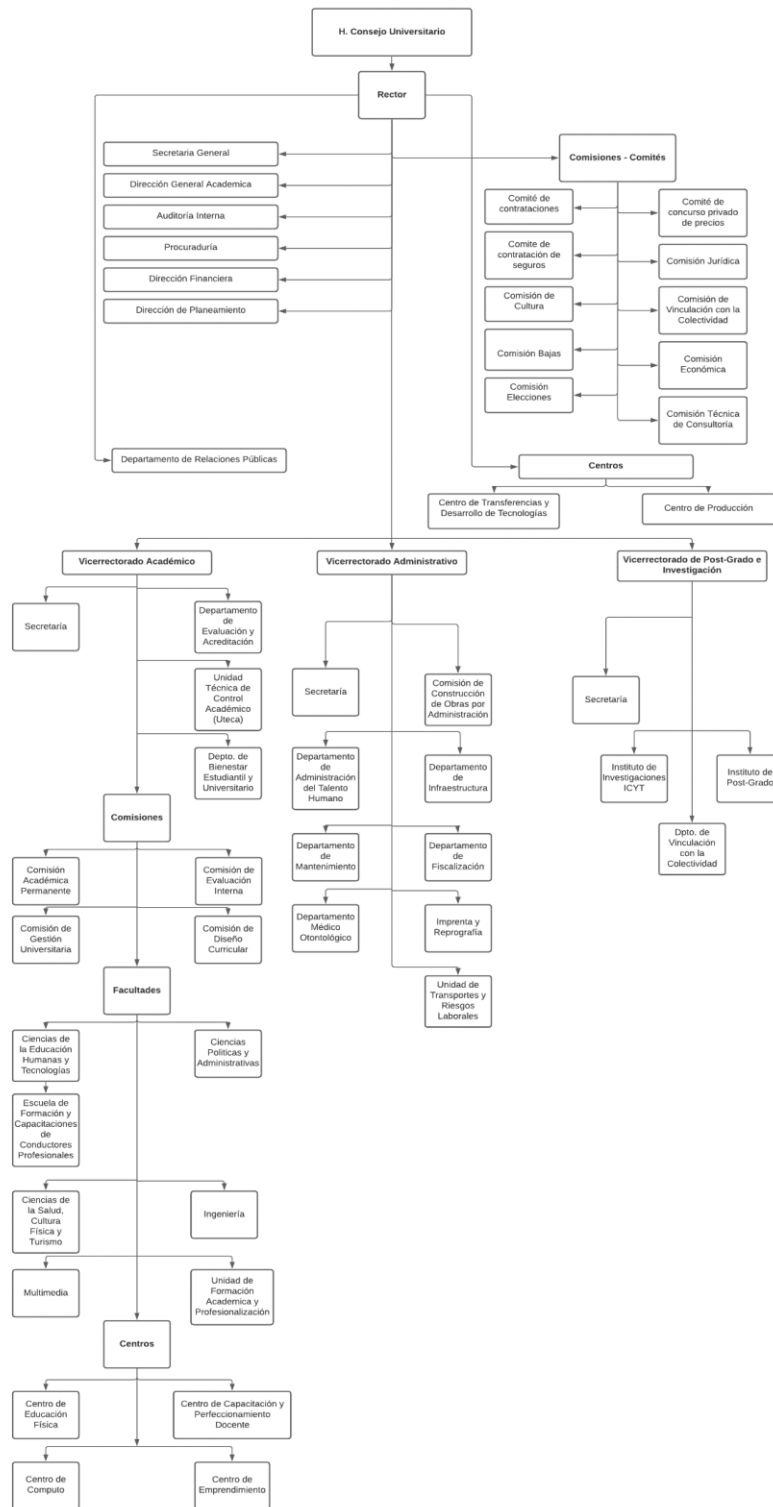 H. Consejo Universitario
Rector
Secretaria General
Dirección General Academica
Auditoría Interna
Procuraduría
Dirección Financiera
Dirección de Planeamiento
Departamento de Relaciones Públicas
Comisiones - Comités
Comité de
contrataciones
Comité de
concurso privado
de precios
Comite de
contratación de
seguros
Comisión Jurídica
Comisión de
Cultura
Comisión de
Vinculación con la
Colectividad
Comisión Bajas
Comisión
Económica
Comisión
Elecciones
Comisión Técnica
de Consultoría
Centros
Centro de Transferencias y
Desarrollo de Tecnologías
Centro de Producción
Vicerrectorado Académico
Secretaría
Departamento
de
Evaluación y
Acreditación
Unidad
Técnica de
Control
Académico
(Uteca)
Depto. de
Bienestar
Estudiantil y
Universitario
Comisiones
Comisión
Académica
Permanente
Comisión de
Evaluación
Interna
Comisión de
Gestión
Universitaria
Comisión de
Diseño
Curricular
Facultades
Ciencias de
la Educación
Humanas y
Tecnologías
Ciencias
Politicas y
Administrativas
Escuela de
Formación y
Capacitaciones
de
Conductores
Profesionales
Ciencias de
la Salud,
Cultura
Física y
Turismo
Ingeniería
Multimedia
Unidad de
Formación
Academica y
Profesionalización
Centros
Centro de
Educación
Física
Centro de Capacitación y
Perfeccionamiento
Docente
Centro de
Computo
Centro de
Emprendimiento
Vicerrectorado Administrativo
Secretaría
Comisión de
Construcción
de Obras por
Administración
Departamento
de
Administración
del Talento
Humano
Departamento
de
Infraestructura
Departamento
de
Mantenimiento
Departamento
de
Fiscalización
Departamento
Médico
Otontológico
Imprenta y
Reprografía
Unidad de
Transportes y
Riesgos
Laborales
Vicerrectorado de Post-Grado e
Investigación
Secretaría
Instituto de
Investigaciones
ICYT
Instituto de
Post-Grado
Dpto. de
Vinculación
con la
Colectividad